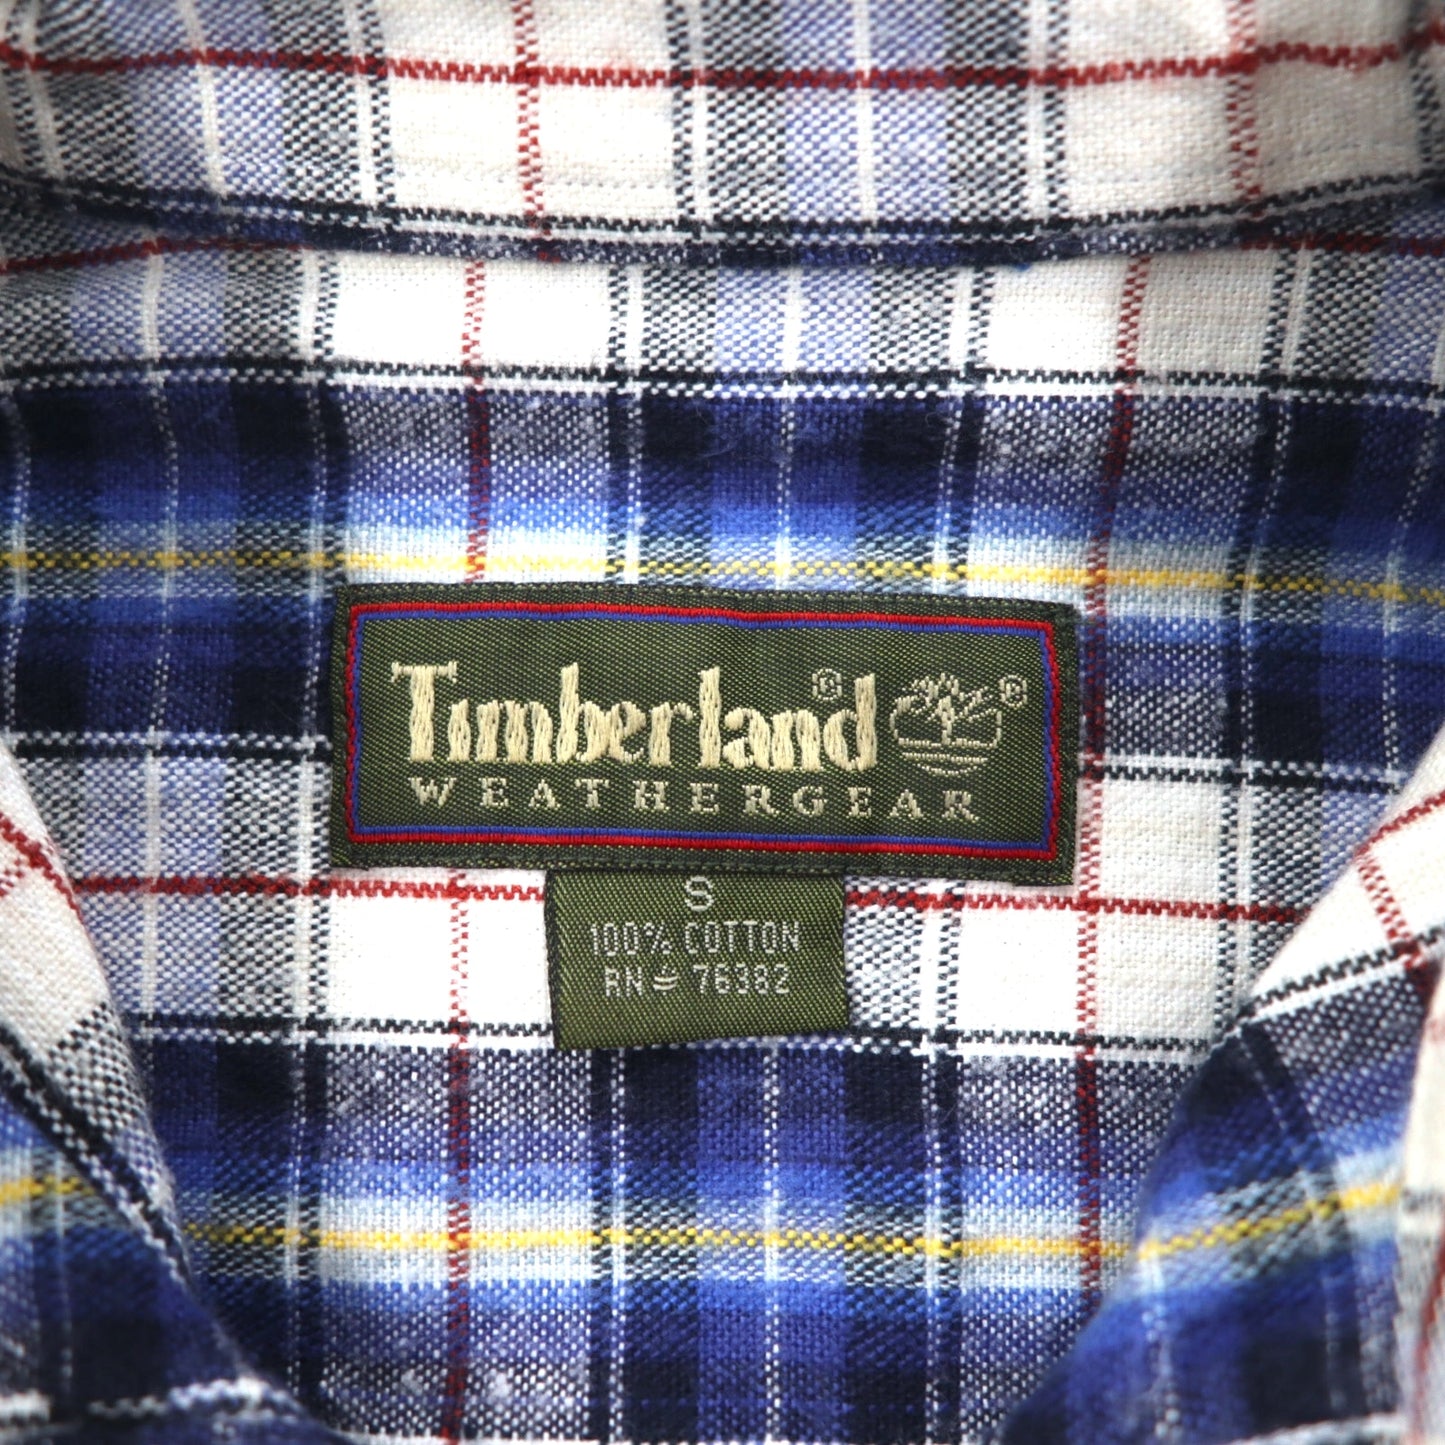 Timberland® ®
WEATHERGEAR
S
100% COTTON
RN 76382